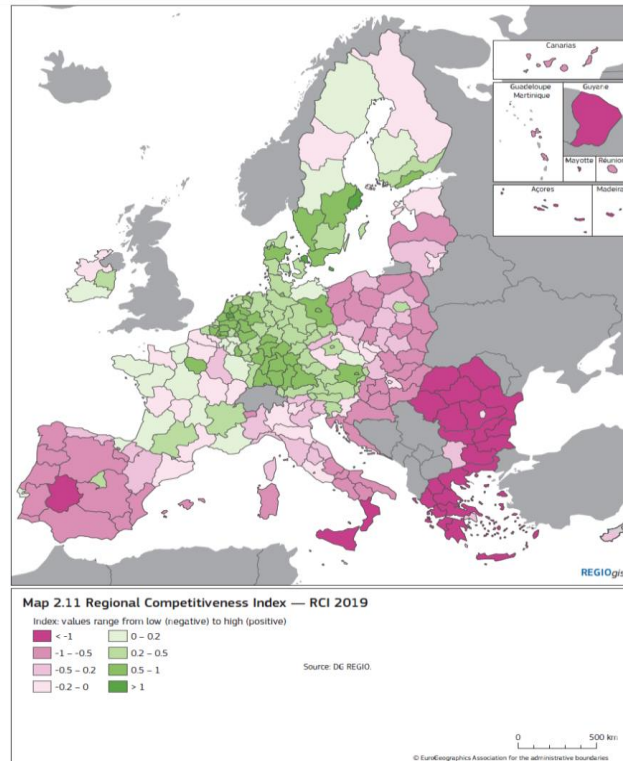 Canarias
Guadeloupe
Martinique
Guyane
Mayotte
Réunion
Açores
Madeira
REGIOgis
Map 2.11 Regional Competitiveness Index — RCI 2019
Index: values range from low (negative) to high (positive)
< -1
-1 – -0.5
-0.5 – 0.2
-0.2 – 0
0 – 0.2
0.2 – 0.5
0.5 – 1
> 1
Source: DG REGIO.
0 500 km
© EuroGeographics Association for the administrative boundaries